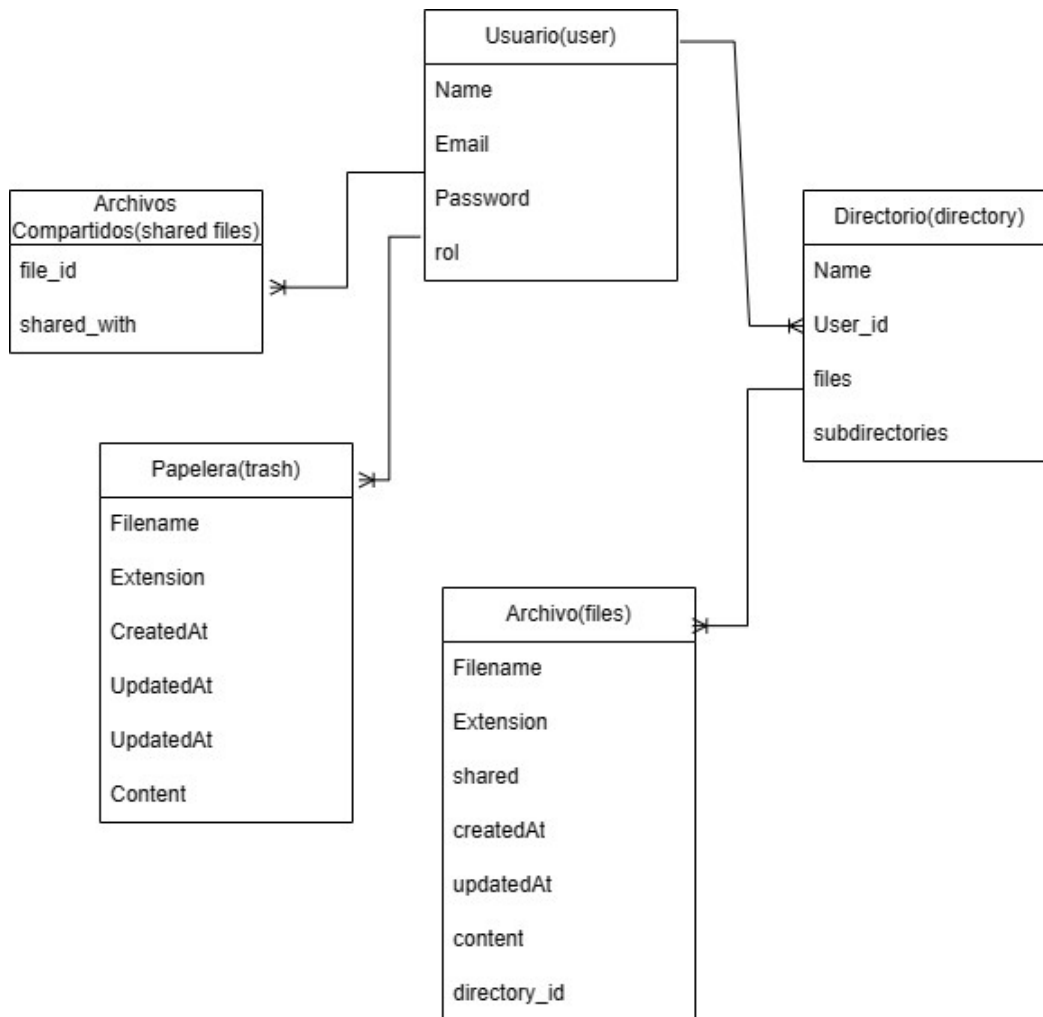 Usuario(user)
Name
Email
Password
rol
Archivos
Compartidos(shared files)
file_id
shared_with
Directorio(directory)
Name
User_id
files
subdirectories
Papelera(trash)
Filename
Extension
CreatedAt
UpdatedAt
UpdatedAt
Content
Archivo(files)
Filename
Extension
shared
createdAt
updatedAt
content
directory_id